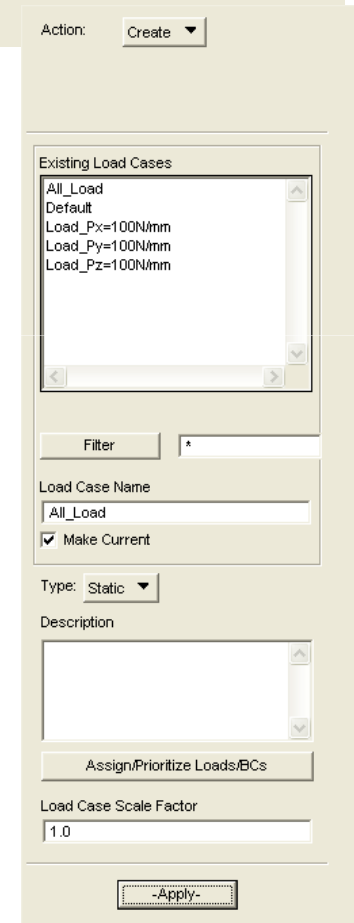 Action: Create
Existing Load Cases
All_Load
Default
Load_Px=100N/mm
Load_Py=100N/mm
Load_Pz=100N/mm
Filter *
Load Case Name
All_Load
Make Current
Type: Static
Description
Assign/Prioritize Loads/BCs
Load Case Scale Factor
1.0
-Apply-